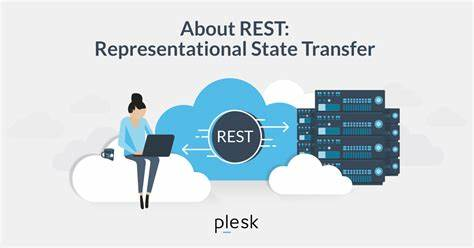 About REST:
Representational State Transfer
REST
plesk